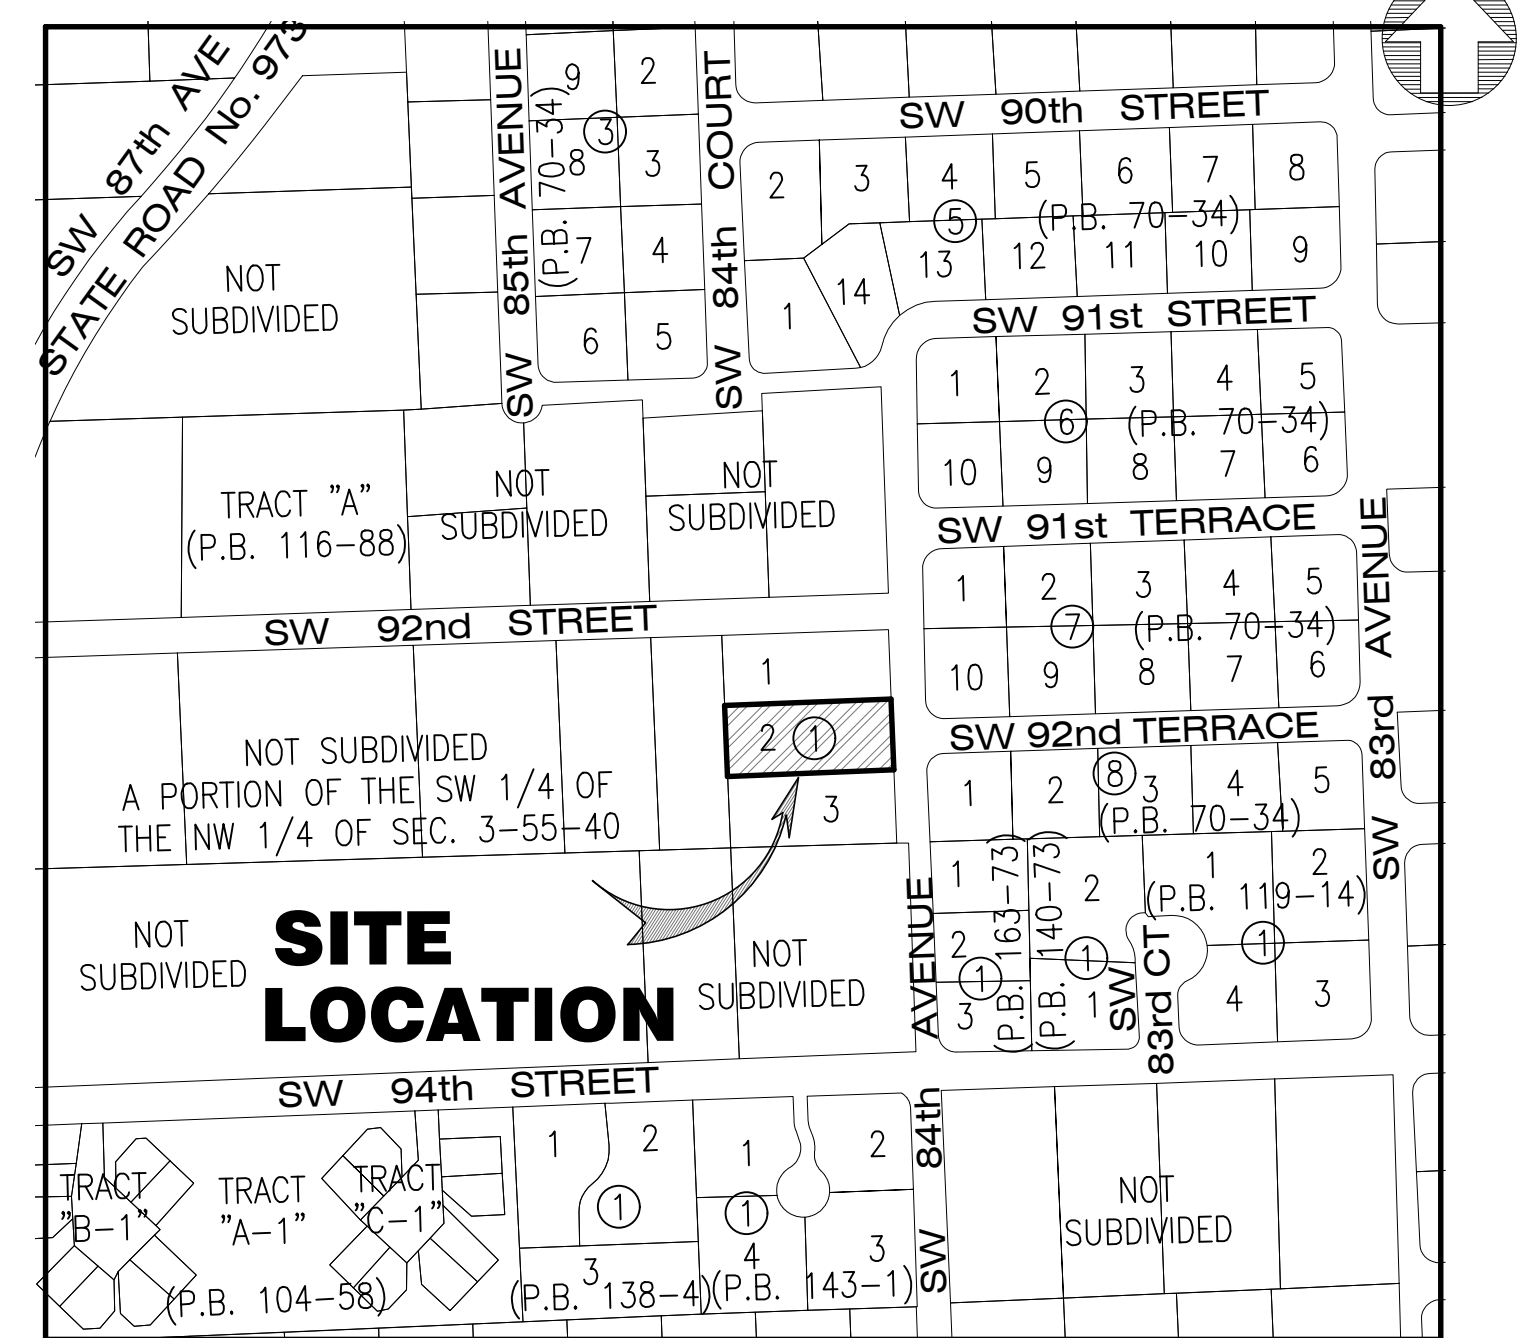 SW 87th AVE
STATE ROAD No. 973
SW 85th AVENUE
SW 84th COURT
SW 90th STREET
9
2
3
8
3
(P.B. 70-34)
7
4
6
5
2
3
4
5
6
7
8
5
(P.B. 70-34)
13
12
11
10
9
14
1
NOT
SUBDIVIDED
SW 91st STREET
1
2
3
4
5
6
(P.B. 70-34)
10
9
8
7
6
TRACT "A"
(P.B. 116-88)
NOT
SUBDIVIDED
NOT
SUBDIVIDED
SW 91st TERRACE
1
2
3
4
5
7
(P.B. 70-34)
10
9
8
7
6
SW 83rd AVENUE
SW 92nd STREET
1
2
1
3
NOT SUBDIVIDED
A PORTION OF THE SW 1/4 OF
THE NW 1/4 OF SEC. 3-55-40
SW 92nd TERRACE
1
2
8
3
4
5
(P.B. 70-34)
1
2
3
1
(P.B. 163-73)
(P.B. 140-73)
2
1
1
1
2
(P.B. 119-14)
1
4
3
SW
83rd CT
NOT
SUBDIVIDED
SITE
LOCATION
NOT
SUBDIVIDED
SW 84th AVENUE
SW 94th STREET
TRACT
"B-1"
TRACT
"A-1"
TRACT
"C-1"
(P.B. 104-58)
1
2
1
3
(P.B. 138-4)
1
2
1
4
3
(P.B. 143-1)
NOT
SUBDIVIDED